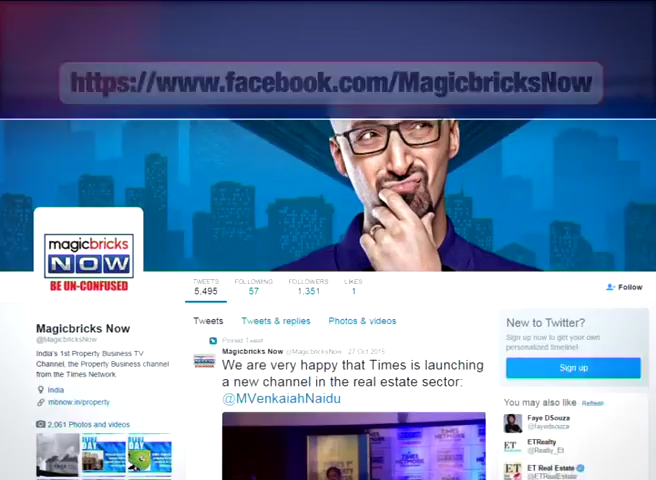 https://www.facebook.com/MagicbricksNow
magicbricks
NOW
BE UN-CONFUSED
TWEETS FOLLOWING FOLLOWERS LIKES
5,495 57 1,351 1
Follow
Magicbricks Now
@MagicbricksNow
India's 1st Property Business TV
Channel, the Property Business channel
from the Times Network.
India
mbnow.in/property
2,061 Photos and videos
Tweets Tweets & replies Photos & videos
Pinned Tweet
Magicbricks Now @MagicbricksNow 27 Oct 2015
We are very happy that Times is launching
a new channel in the real estate sector:
@MVenkaiahNaidu
New to Twitter?
Sign up now to get your own
personalized timeline!
Sign up
You may also like Refresh
Faye DSouza
@fayedsouza
ET
ETRealty
@Realty_Et
ET
ET Real Estate
@ETRealEstate